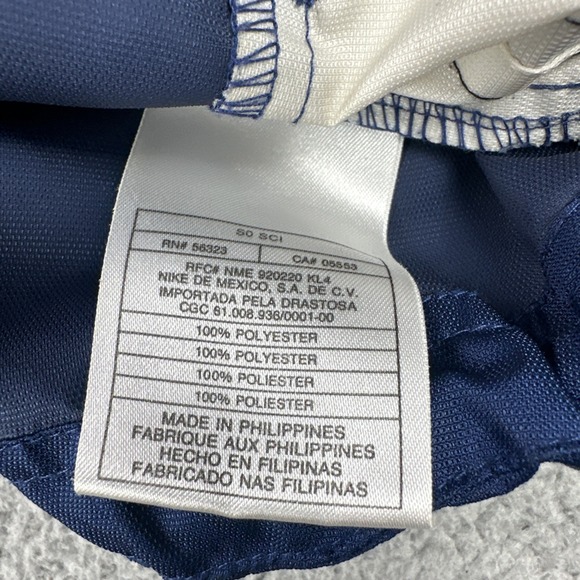 S0 SCI
RN# 56323 CA# 05553
RFC# NME 920220 KL4
NIKE DE MEXICO, S.A. DE C.V.
IMPORTADA PELA DRASTOSA
CGC 61.008.936/0001-00
100% POLYESTER
100% POLYESTER
100% POLIESTER
100% POLIESTER
MADE IN PHILIPPINES
FABRIQUE AUX PHILIPPINES
HECHO EN FILIPINAS
FABRICADO NAS FILIPINAS